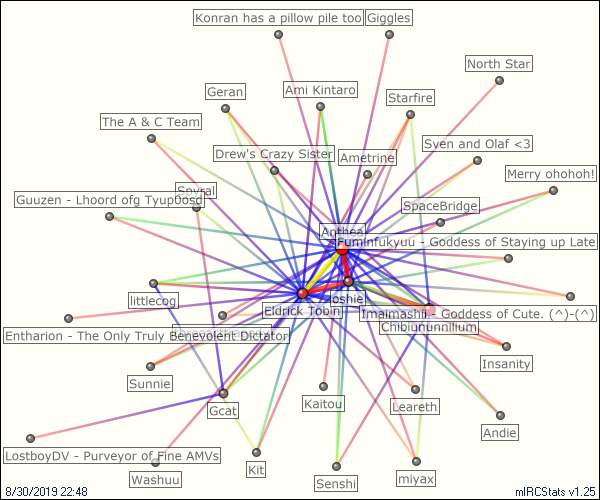 Konran has a pillow pile too
Giggles
North Star
Geran
Ami Kintaro
Starfire
The A & C Team
Sven and Olaf <3
Drew's Crazy Sister
Ametrine
Merry ohohoh!
Spyral
Guuzen - Lhoord ofg Tyup0osd
SpaceBridge
Anthea
Fuminfukyuu - Goddess of Staying up Late
littlecog
Yoshiel
Eldrick Tobin
Imaimashii - Goddess of Cute. (^)-(^)
Chibiununnilium
Entharion - The Only Truly Benevolent Dictator
Insanity
Sunnie
Gcat
Kaitou
Leareth
Andie
LostboyDV - Purveyor of Fine AMVs
Washuu
Kit
Senshi
miyax
8/30/2019 22:48
mIRCStats v1.25